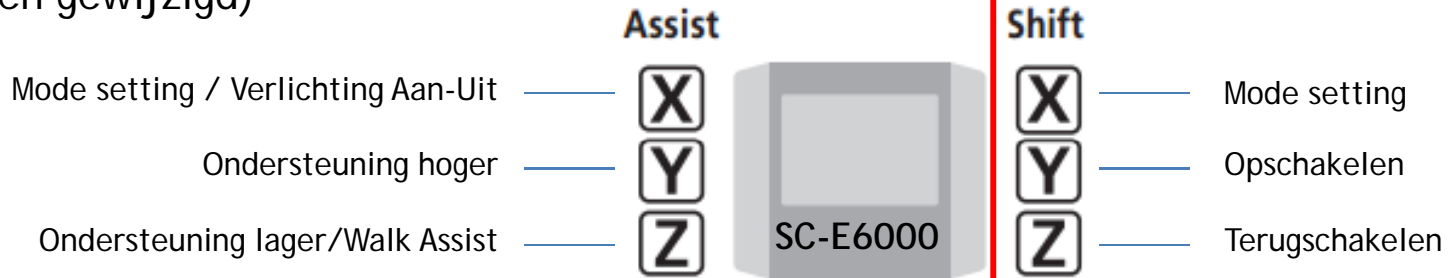 en gewijzigd)
Assist Shift
Mode setting / Verlichting Aan-Uit X X Mode setting
Ondersteuning hoger Y Y Opschakelen
Ondersteuning lager/Walk Assist Z SC-E6000 Z Terugschakelen